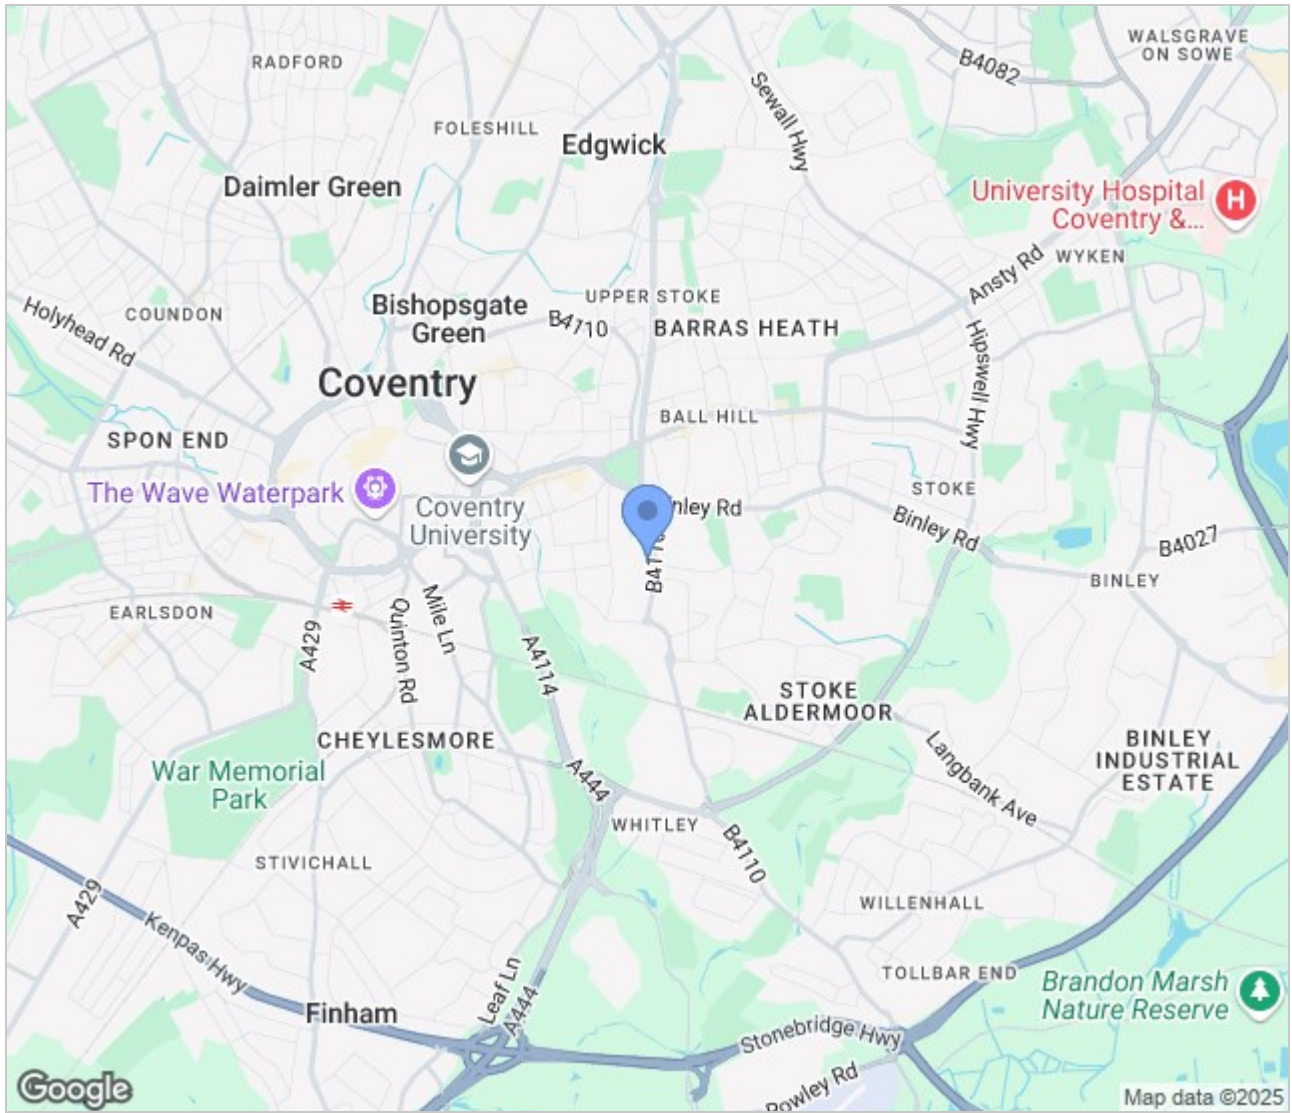 RADFORD
B4082
WALSGRAVE
ON SOWE
FOLESHILL
Edgwick
Sewall Hwy
Daimler Green
University Hospital
Coventry &...
H
WYKEN
Ansty Rd
Bishopsgate
Green
UPPER STOKE
B4710
BARRAS HEATH
Holyhead Rd
COUNDON
Hipswell Hwy
Coventry
BALL HILL
SPON END
The Wave Waterpark
Coventry
University
STOKE
nley Rd
Binley Rd
B4027
B411
BINLEY
EARLSDON
A429
Quinton Rd
Mile Ln
A4114
STOKE
ALDERMOOR
CHEYLESMORE
War Memorial
Park
A444
Langbank Ave
BINLEY
INDUSTRIAL
ESTATE
WHITLEY
B4110
STIVICHALL
A429
Kenpas Hwy
WILLENHALL
TOLLBAR END
Brandon Marsh
Nature Reserve
Leaf Ln
A444
Finham
Stonebridge Hwy
Rowley Rd
Google
Map data ©2025